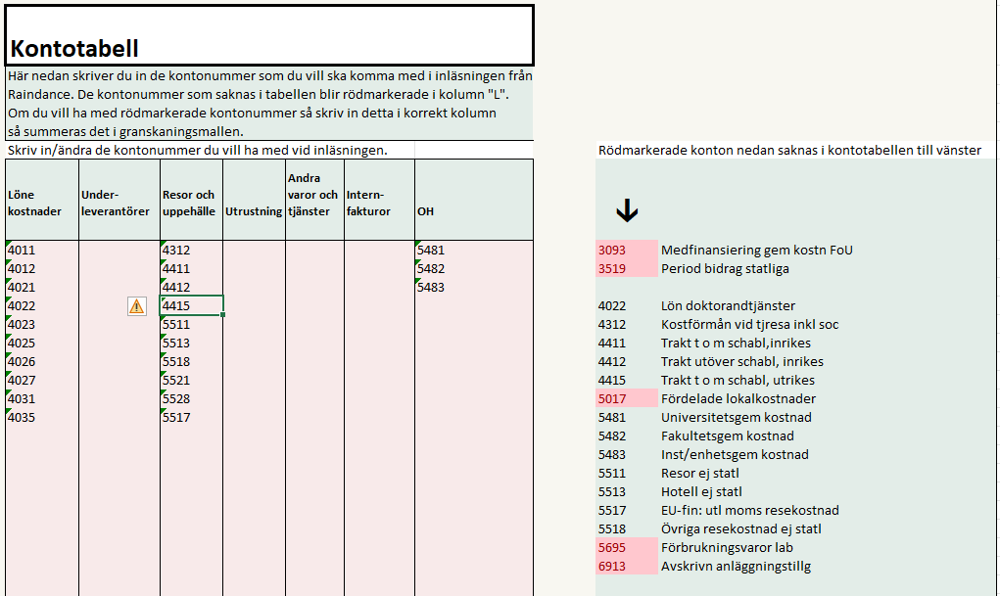 Kontotabell
Här nedan skriver du in de kontonummer som du vill ska komma med i inläsningen från
Raindance. De kontonummer som saknas i tabellen blir rödmarkerade i kolumn "L".
Om du vill ha med rödmarkerade kontonummer så skriv in detta i korrekt kolumn
så summeras det i granskaningsmallen.
Skriv in/ändra de kontonummer du vill ha med vid inläsningen.
Löne kostnader Under- leverantörer Resor och uppehälle Utrustning Andra varor och tjänster Intern- fakturor OH
4011 4312 5481
4012 4411 5482
4021 4412 5483
4022 4415
4023 5511
4025 5513
4026 5518
4027 5521
4031 5528
4035 5517
Rödmarkerade konton nedan saknas i kontotabellen till vänster
3093 Medfinansiering gem kostn FoU
3519 Period bidrag statliga
4022 Lön doktorandtjänster
4312 Kostförmån vid tjresa inkl soc
4411 Trakt t o m schabl,inrikes
4412 Trakt utöver schabl, inrikes
4415 Trakt t o m schabl, utrikes
5017 Fördelade lokalkostnader
5481 Universitetsgem kostnad
5482 Fakultetsgem kostnad
5483 Inst/enhetsgem kostnad
5511 Resor ej statl
5513 Hotell ej statl
5517 EU-fin: utl moms resekostnad
5518 Övriga resekostnad ej statl
5695 Förbrukningsvaror lab
6913 Avskrivn anläggningstillg